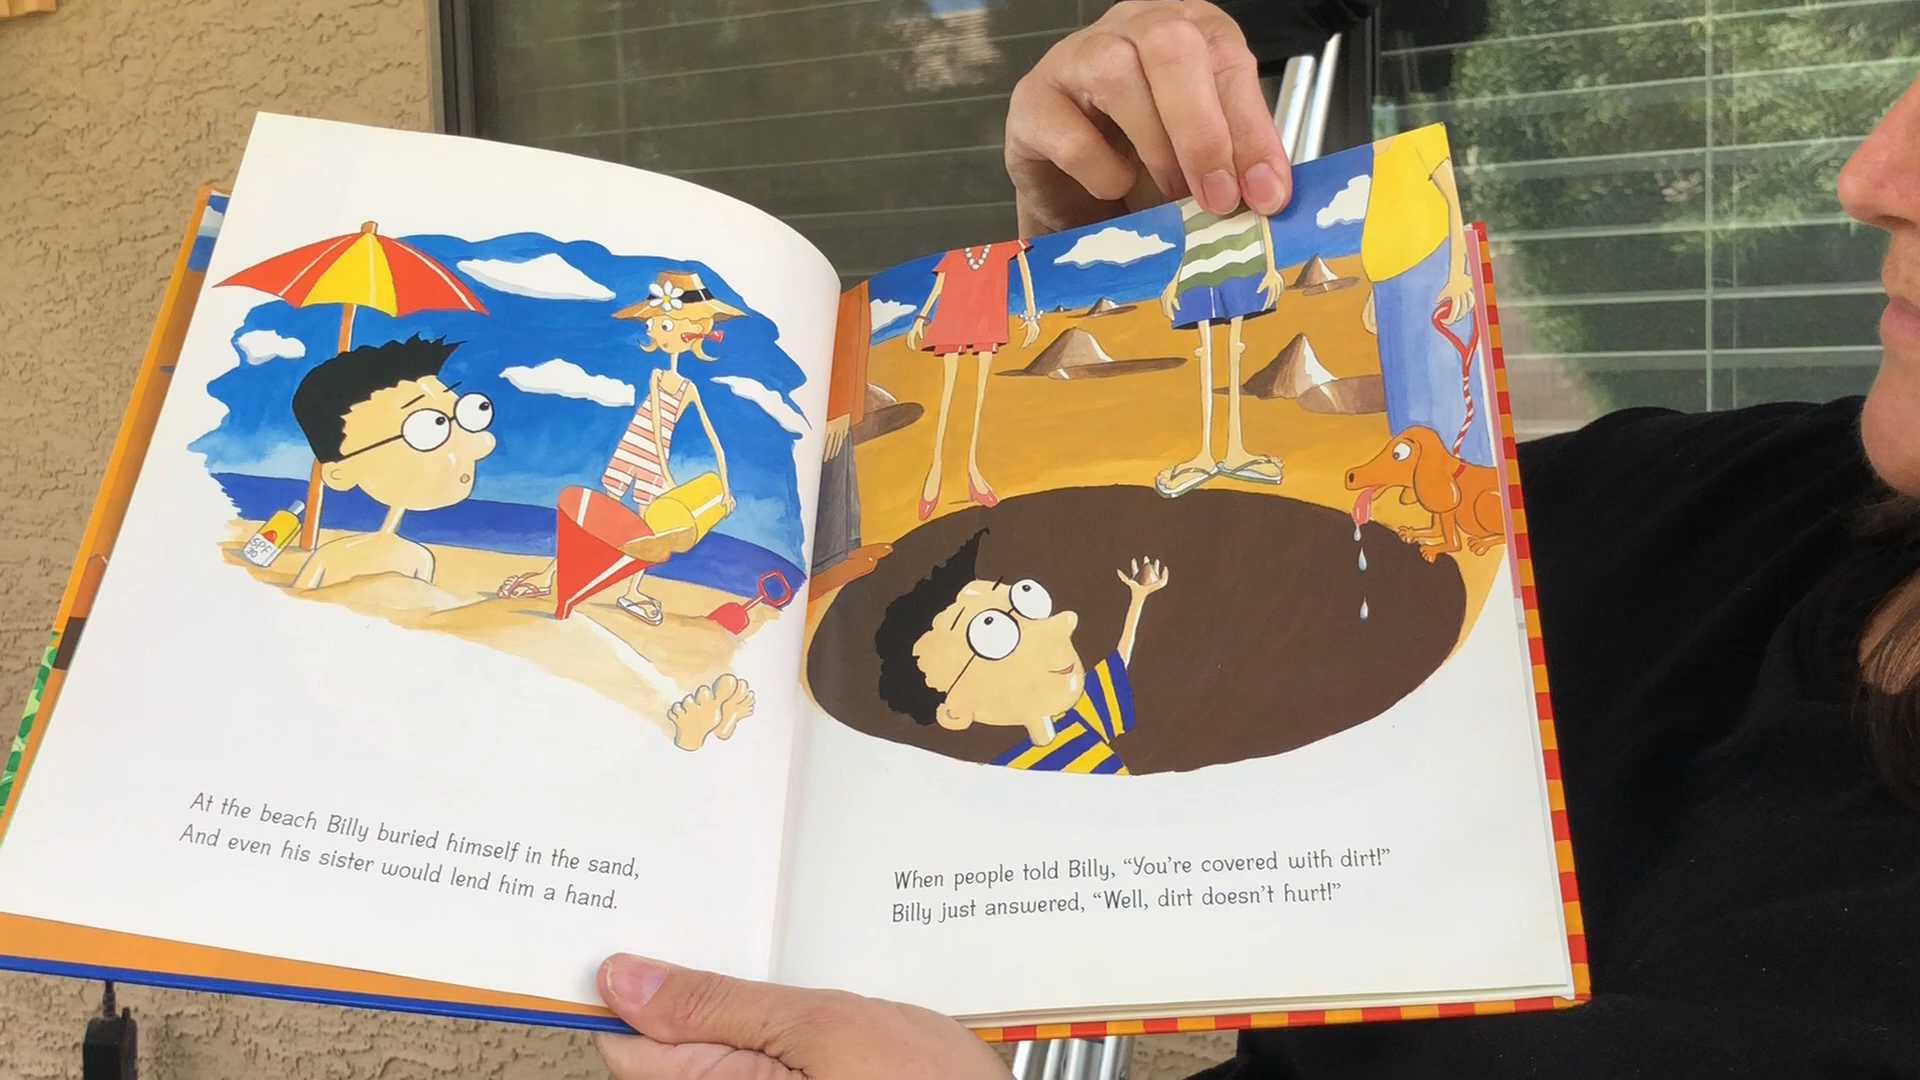 SPF
30
At the beach Billy buried himself in the sand,
And even his sister would lend him a hand.
When people told Billy, “You're covered with dirt!”
Billy just answered, “Well, dirt doesn't hurt!”